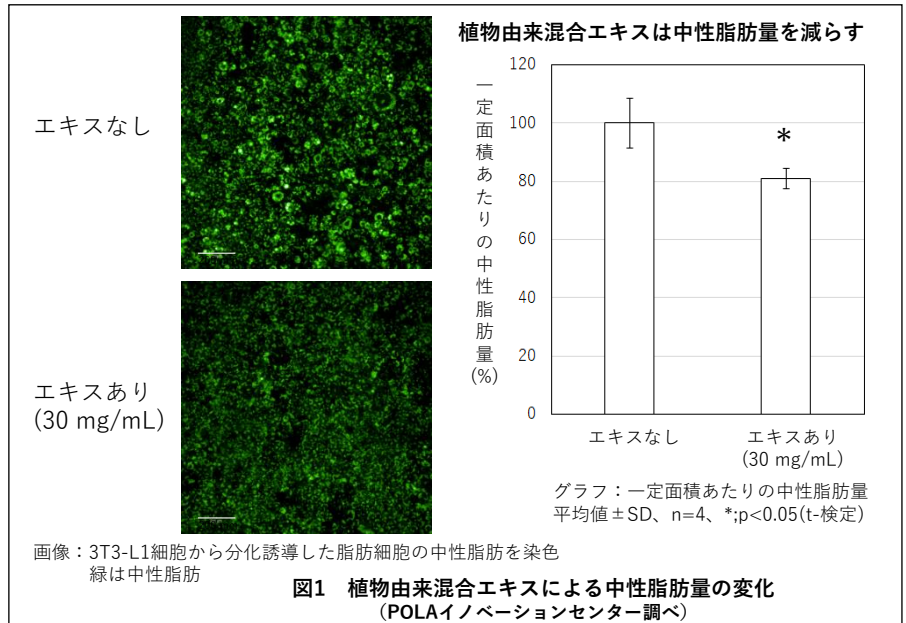 植物由来混合エキスは中性脂肪量を減らす
エキスなし
エキスあり
(30 mg/mL)
一定面積あたりの中性脂肪量(%)
120
100
80
60
40
20
0
*
エキスなし
エキスあり
(30 mg/mL)
グラフ：一定面積あたりの中性脂肪量
平均値±SD、n=4、*;p<0.05(t-検定)
画像：3T3-L1細胞から分化誘導した脂肪細胞の中性脂肪を染色
緑は中性脂肪
図1　植物由来混合エキスによる中性脂肪量の変化
（POLAイノベーションセンター調べ）